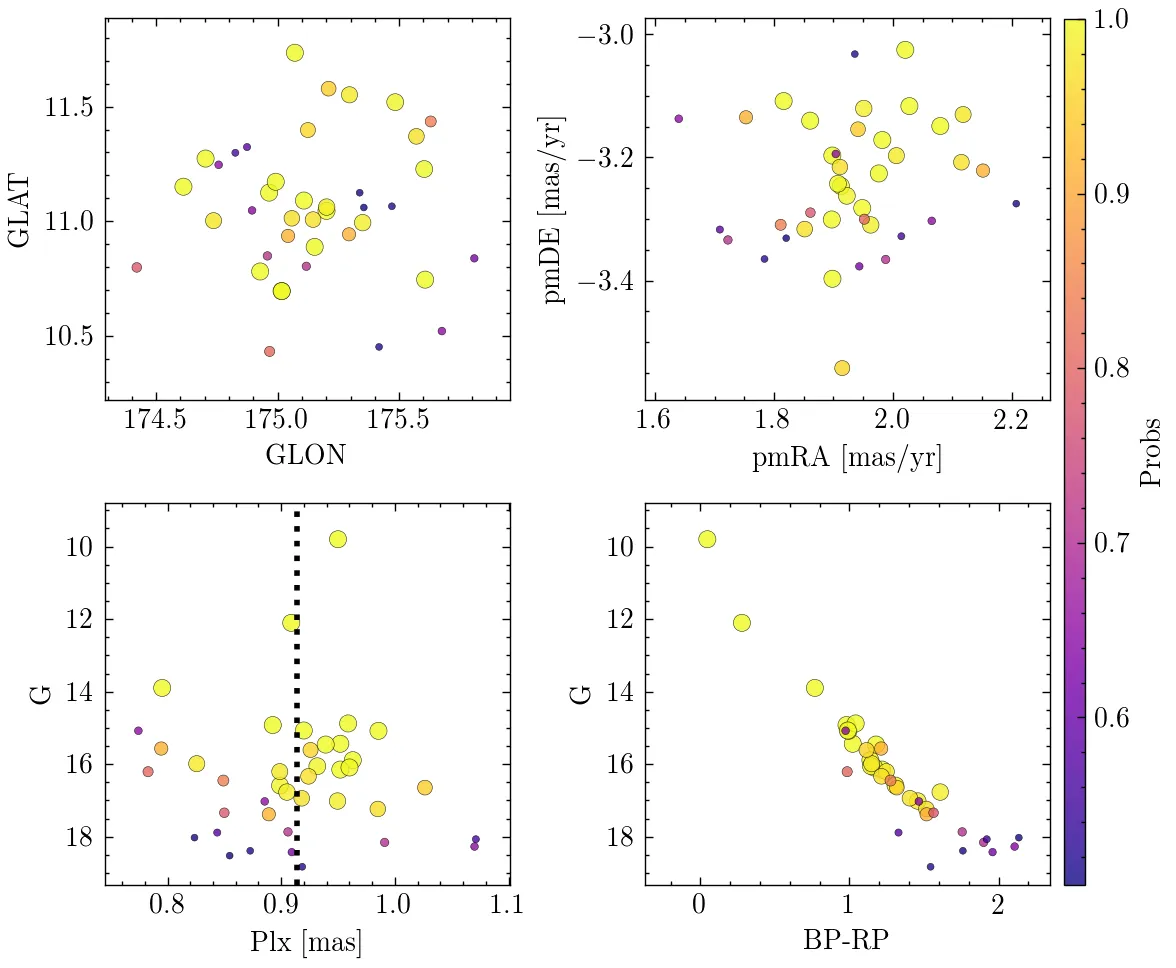 11.5
11.0
10.5
GLAT
174.5 175.0 175.5
GLON
−3.0
−3.2
−3.4
pmDE [mas/yr]
1.6 1.8 2.0 2.2
pmRA [mas/yr]
10
12
14
16
18
G
0.8 0.9 1.0 1.1
Plx [mas]
10
12
14
16
18
G
0 1 2
BP-RP
1.0
0.9
0.8
0.7
0.6
Probs